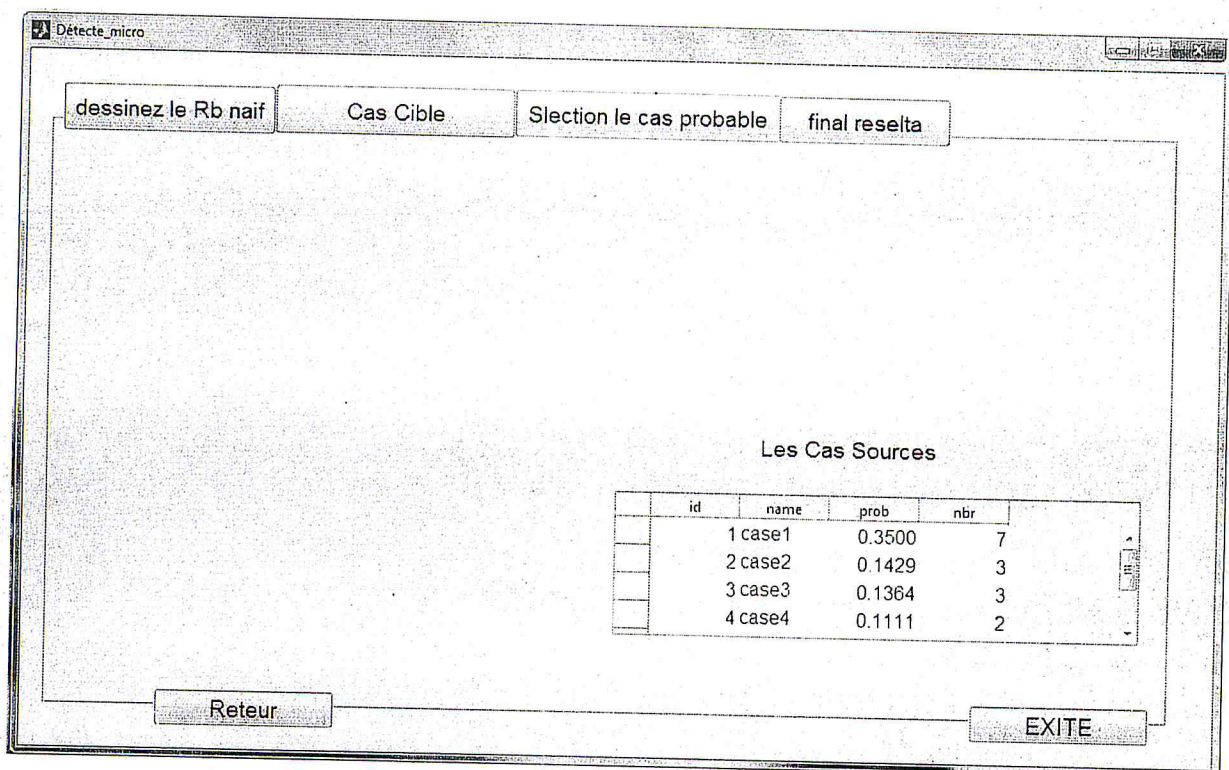 Détecte_micro
dessinez le Rb naif Cas Cible Slection le cas probable final reselta
Les Cas Sources
id name prob nbr
1 case1 0.3500 7
2 case2 0.1429 3
3 case3 0.1364 3
4 case4 0.1111 2
Reteur EXITE